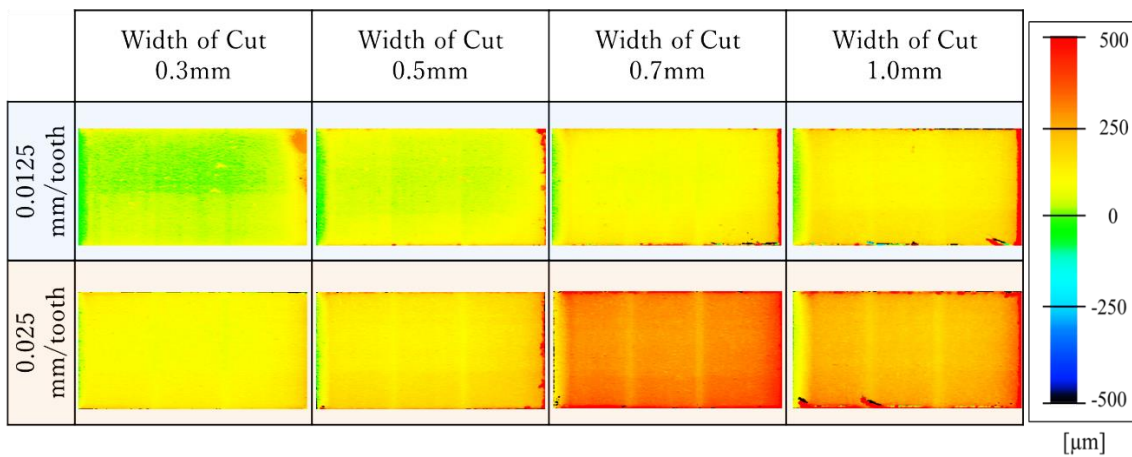 Width of Cut
0.3mm
Width of Cut
0.5mm
Width of Cut
0.7mm
Width of Cut
1.0mm
0.0125
mm/tooth
0.025
mm/tooth
500
250
0
-250
-500
[μm]